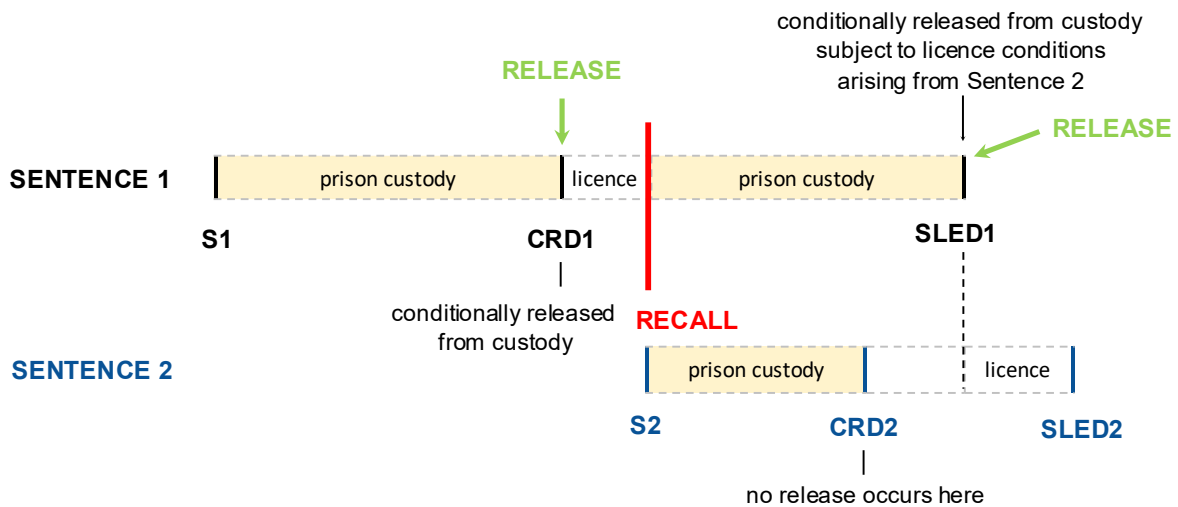 conditionally released from custody
subject to licence conditions
arising from Sentence 2
RELEASE
RELEASE
SENTENCE 1
prison custody
licence
prison custody
S1
CRD1
SLED1
conditionally released
from custody
RECALL
SENTENCE 2
prison custody
licence
S2
CRD2
SLED2
no release occurs here